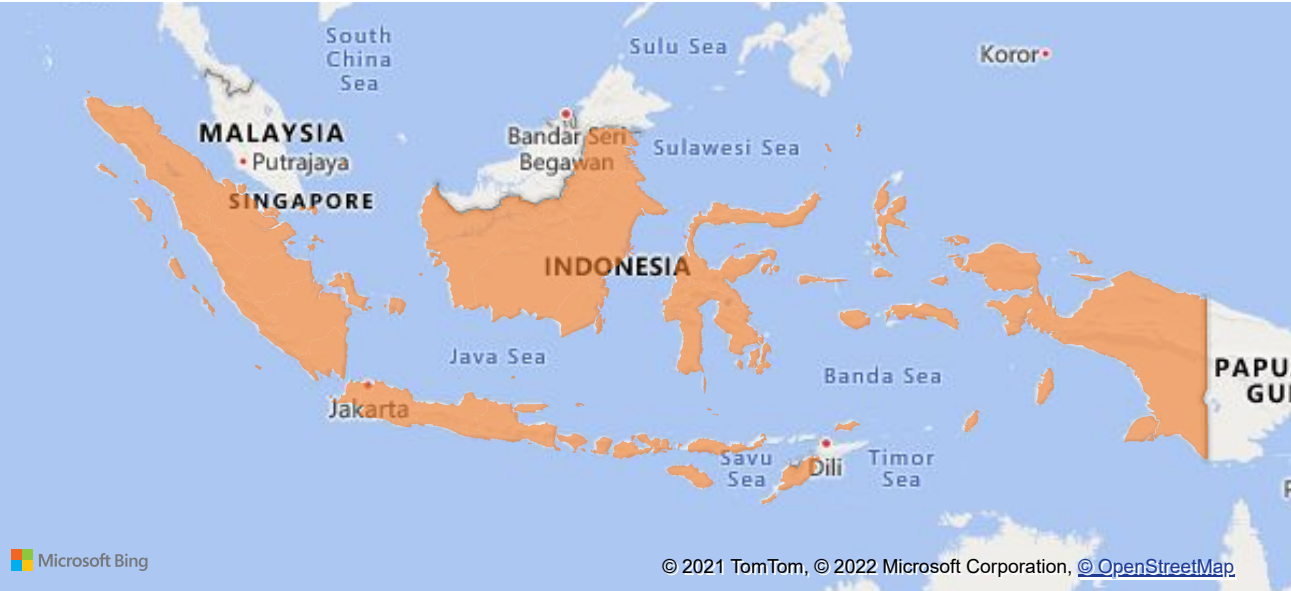 South
China
Sea
Sulu Sea
Koror
MALAYSIA
Putrajaya
Bandar Seri
Begawan
Sulawesi Sea
SINGAPORE
INDONESIA
Java Sea
Banda Sea
PAPU
GU
Jakarta
Savu
Sea
Dili
Timor
Sea
Microsoft Bing
© 2021 TomTom, © 2022 Microsoft Corporation, © OpenStreetMap